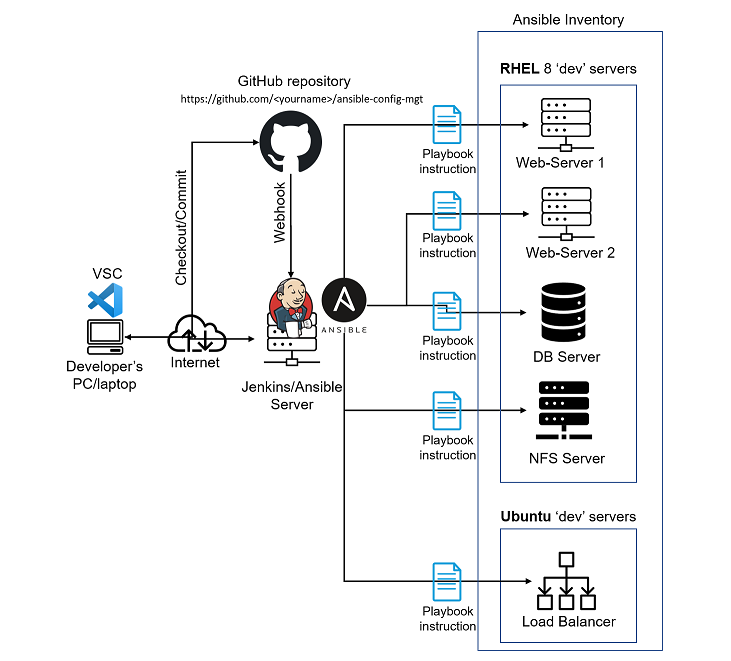 Ansible Inventory
RHEL 8 ‘dev’ servers
GitHub repository
https://github.com/<yourname>/ansible-config-mgt
Checkout/Commit
Webhook
VSC
Developer’s
PC/laptop
Internet
ANSIBLE
Jenkins/Ansible
Server
Playbook
instruction
Web-Server 1
Playbook
instruction
Web-Server 2
Playbook
instruction
DB Server
Playbook
instruction
NFS Server
Ubuntu ‘dev’ servers
Playbook
instruction
Load Balancer